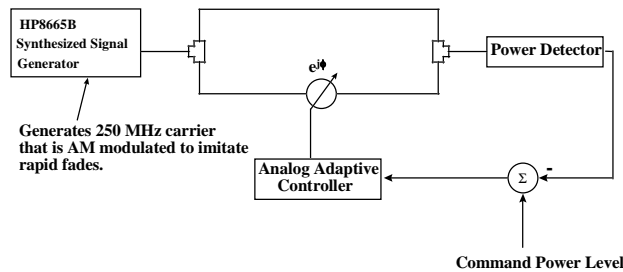 HP8665B
Synthesized Signal
Generator
e^jϕ
Power Detector
Generates 250 MHz carrier
that is AM modulated to imitate
rapid fades.
Analog Adaptive
Controller
Σ
-
Command Power Level